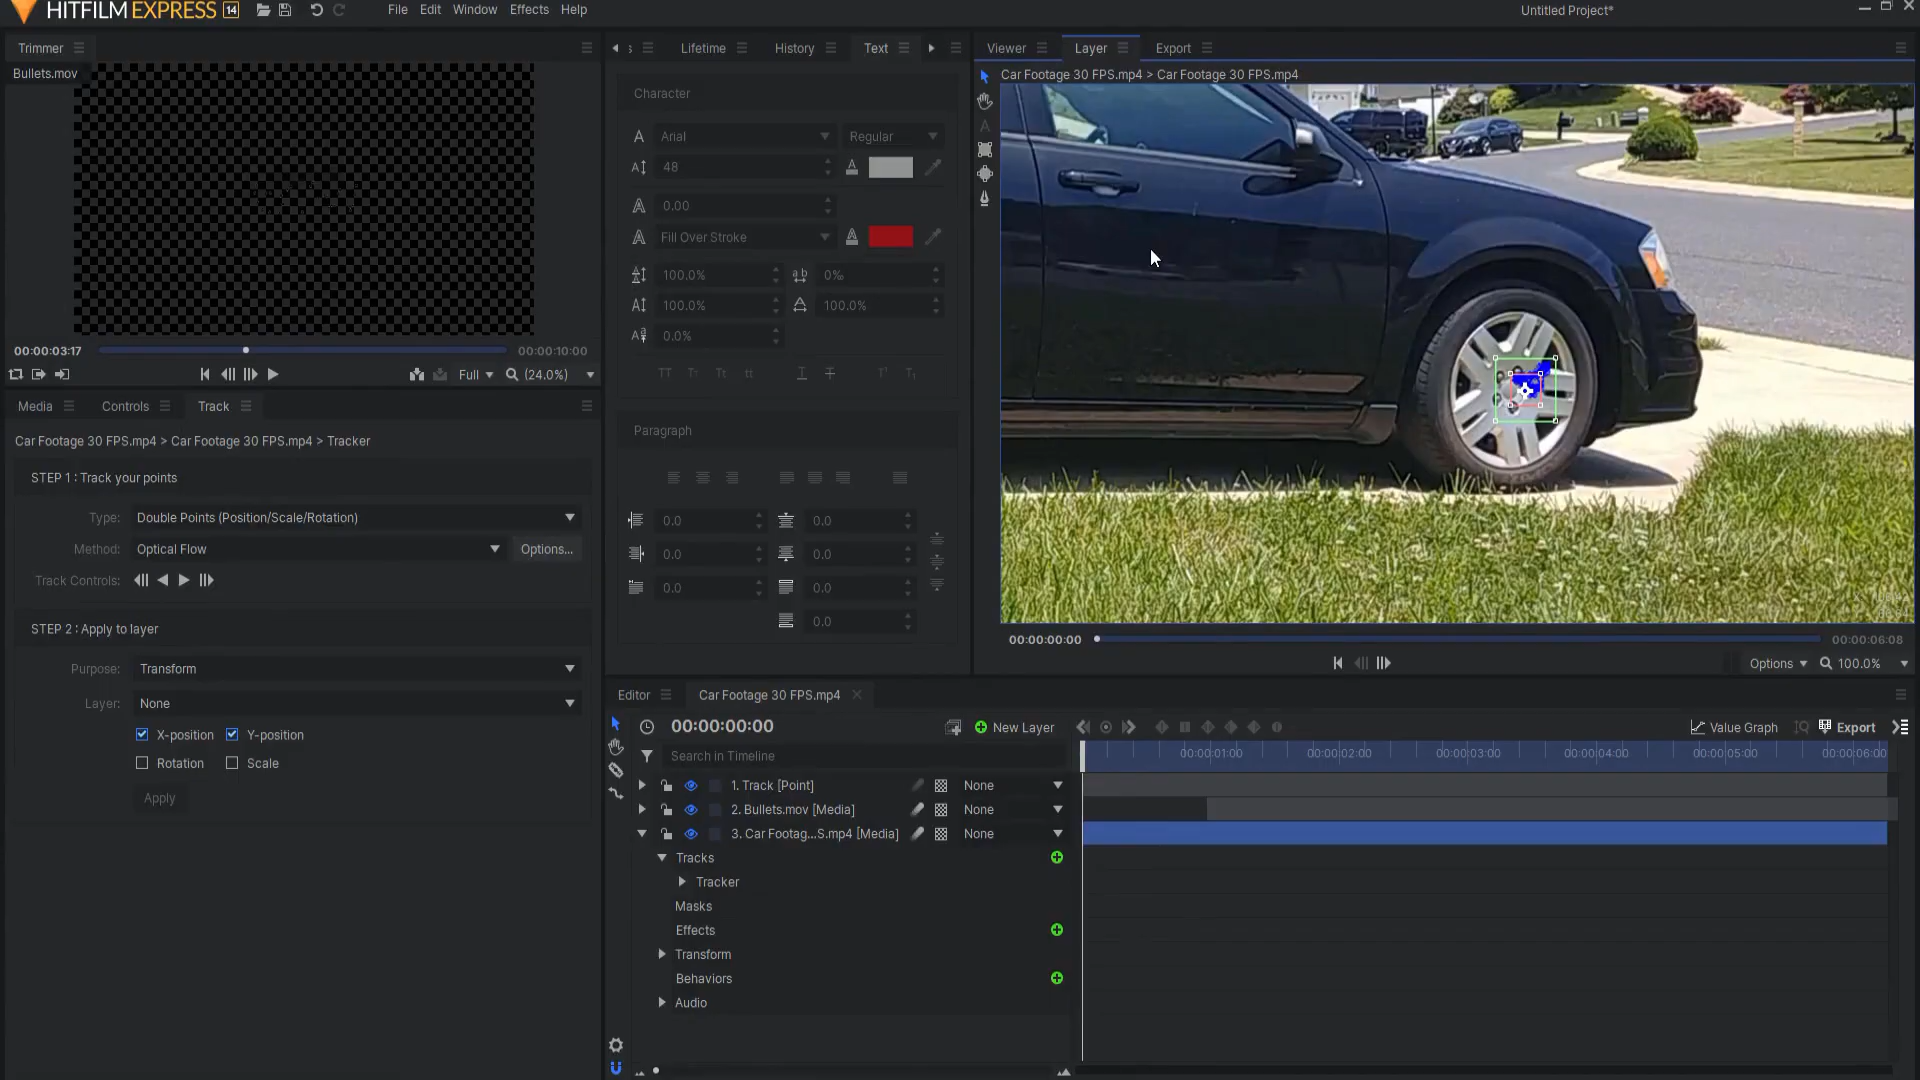 HITFILM EXPRESS 14
File Edit Window Effects Help
Untitled Project*
Trimmer
Bullets.mov
00:00:03:17
00:00:10:00
Full
(24.0%)
Media Controls Track
Car Footage 30 FPS.mp4 > Car Footage 30 FPS.mp4 > Tracker
STEP 1 : Track your points
Type: Double Points (Position/Scale/Rotation)
Method: Optical Flow Options...
Track Controls:
STEP 2 : Apply to layer
Purpose: Transform
Layer: None
X-position Y-position
Rotation Scale
Apply
s Lifetime History Text
Character
Arial Regular
48
0.00
Fill Over Stroke
100.0% 0‰
100.0% 100.0%
0.0%
Paragraph
0.0 0.0
0.0 0.0
0.0 0.0
0.0
Viewer Layer Export
Car Footage 30 FPS.mp4 > Car Footage 30 FPS.mp4
00:00:00:00
00:00:06:08
Options 100.0%
Editor Car Footage 30 FPS.mp4
00:00:00:00 New Layer
Value Graph Export
Search in Timeline
00:00:01:00 00:00:02:00 00:00:03:00 00:00:04:00 00:00:05:00 00:00:06:00
1. Track [Point] None
2. Bullets.mov [Media] None
3. Car Footag...S.mp4 [Media] None
Tracks
Tracker
Masks
Effects
Transform
Behaviors
Audio